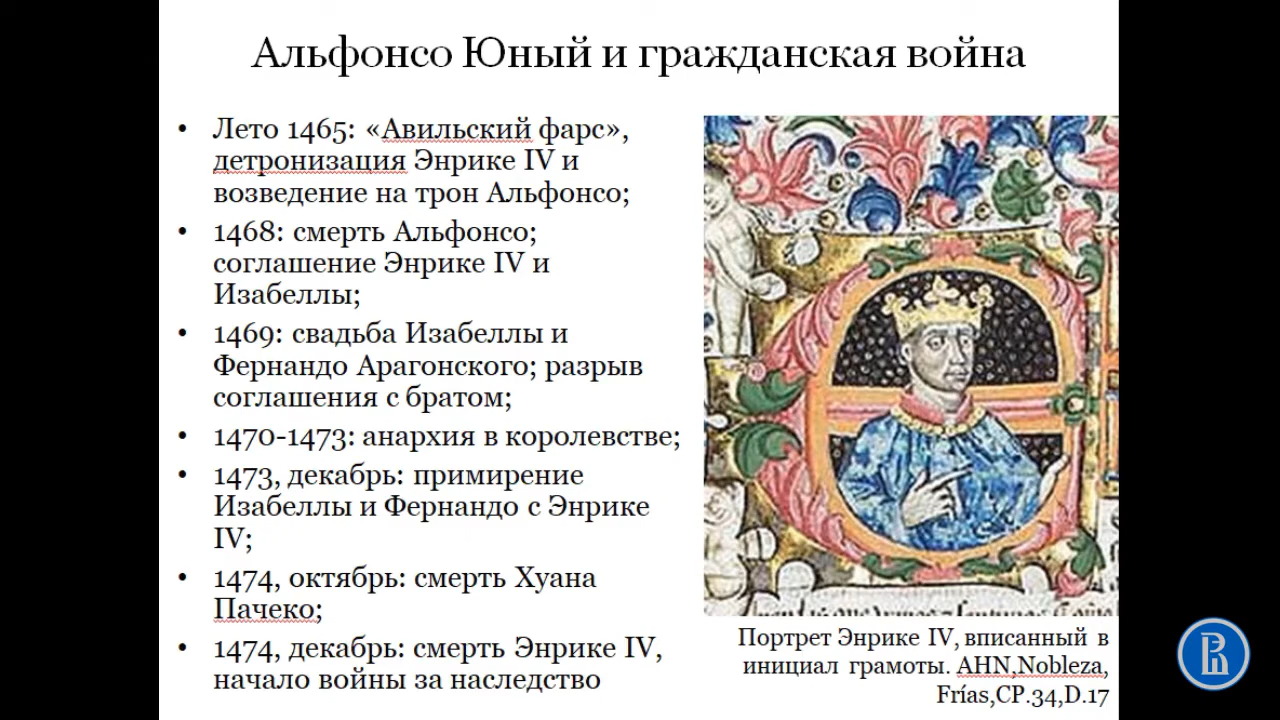 Альфонсо Юный и гражданская война
• Лето 1465: «Авильский фарс»,
детронизация Энрике IV и
возведение на трон Альфонсо;
• 1468: смерть Альфонсо;
соглашение Энрике IV и
Изабеллы;
• 1469: свадьба Изабеллы и
Фернандо Арагонского; разрыв
соглашения с братом;
• 1470-1473: анархия в королевстве;
• 1473, декабрь: примирение
Изабеллы и Фернандо с Энрике
IV;
• 1474, октябрь: смерть Хуана
Пачеко;
• 1474, декабрь: смерть Энрике IV,
начало войны за наследство
Портрет Энрике IV, вписанный в
инициал грамоты. AHN,Nobleza,
Frías,CP.34,D.17